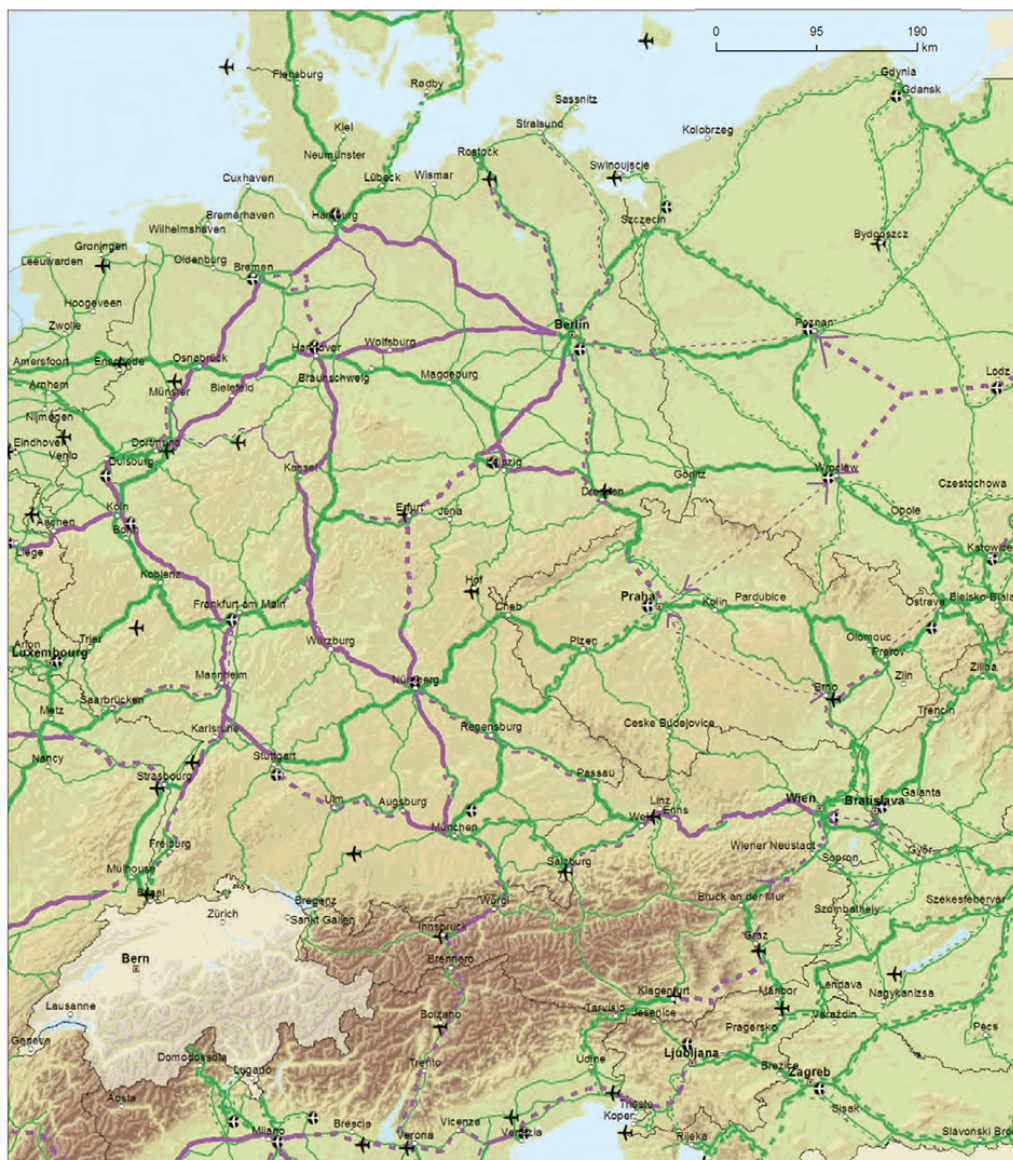 0 95 190
km
Gdynia
Gdansk
Flensburg
Rødby
Sassnitz
Stralsund
Kolobrzeg
Kiel
Neumünster
Rostock
Cuxhaven
Lübeck
Wismar
Swinoujscie
Bremerhaven
Hamburg
Szczecin
Wilhelmshaven
Groningen
Bydgoszcz
Leeuwarden
Oldenburg
Bremen
Hoogeveen
Zwolle
Berlin
Poznan
Hannover
Wolfsburg
Amersfoort
Enschede
Osnabrück
Braunschweig
Magdeburg
Lodz
Arnhem
Münster
Bielefeld
Nijmegen
Eindhoven
Dortmund
Venlo
Duisburg
Kassel
Leipzig
Görlitz
Wroclaw
Czestochowa
Dresden
Köln
Erfurt
Jena
Opole
Aachen
Bonn
Liege
Katowice
Koblenz
Hof
Frankfurt am Main
Cheb
Praha
Kolin
Pardubice
Ostrava
Bielsko-Biala
Arlon
Trier
Luxembourg
Würzburg
Plzen
Olomouc
Prerov
Zilina
Mannheim
Nürnberg
Zlin
Brno
Saarbrücken
Metz
Trencin
Karlsruhe
Regensburg
Ceske Budejovice
Nancy
Stuttgart
Strasbourg
Passau
Ulm
Augsburg
Linz
Enns
Wien
Bratislava
Galanta
Wels
München
Freiburg
Wiener Neustadt
Sopron
Györ
Mulhouse
Salzburg
Basel
Bregenz
Wörgl
Bruck an der Mur
Zürich
Sankt Gallen
Szombathely
Székesfehérvár
Innsbruck
Graz
Bern
Brennero
Klagenfurt
Maribor
Lendava
Nagykanizsa
Lausanne
Bolzano
Tarvisio
Jesenice
Pragersko
Varaždin
Pecs
Geneve
Domodossola
Trento
Udine
Ljubljana
Brezice
Zagreb
Lugano
Aosta
Trieste
Koper
Sisak
Milano
Brescia
Vicenza
Verona
Venezia
Rijeka
Slavonski Bro